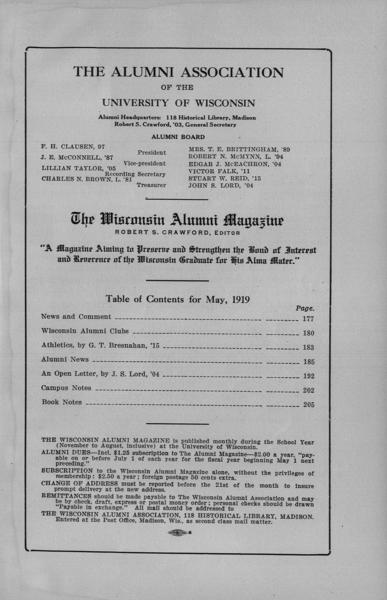 THE ALUMNI ASSOCIATION
OF THE
UNIVERSITY OF WISCONSIN
Alumni Headquarters: 118 Historical Library, Madison
Robert S. Crawford, '03, General Secretary
ALUMNI BOARD
F. H. CLAUSEN, 97
President
J. E. McCONNELL, '87
Vice-president
LILLIAN TAYLOR, '05
Recording Secretary
CHARLES N. BROWN, L. '81
Treasurer
MRS. T. E. BRITTINGHAM, '89
ROBERT N. McMYNN, L. '94
EDGAR J. McEACHRON, '04
VICTOR FALK, '11
STUART W. REID, '15
JOHN S. LORD, '04
The Wisconsin Alumni Magazine
ROBERT S. CRAWFORD, EDITOR
"A Magazine Aiming to Preserve and Strengthen the Bond of Interest
and Reverence of the Wisconsin Graduate for His Alma Mater."
Table of Contents for May, 1919
Page.
News and Comment 177
Wisconsin Alumni Clubs 180
Athletics, by G. T. Bresnahan, '15 183
Alumni News 185
An Open Letter, by J. S. Lord, '04 192
Campus Notes 202
Book Notes 205
THE WISCONSIN ALUMNI MAGAZINE is published monthly during the School Year
(November to August, inclusive) at the University of Wisconsin.
ALUMNI DUES—Incl. $1.25 subscription to The Alumni Magazine—$2.00 a year, "pay-
able on or before July 1 of each year for the fiscal year beginning May 1 next
preceding."
SUBSCRIPTION to the Wisconsin Alumni Magazine alone, without the privileges of
membership: $2.50 a year; foreign postage 50 cents extra.
CHANGE OF ADDRESS must be reported before the 21st of the month to insure
prompt delivery at the new address.
REMITTANCES should be made payable to The Wisconsin Alumni Association and may
be by check, draft, express or postal money order; personal checks should be drawn
"Payable in exchange." All mail should be addressed to
THE WISCONSIN ALUMNI ASSOCIATION, 118 HISTORICAL LIBRARY, MADISON.
Entered at the Post Office, Madison, Wis., as second class mail matter.